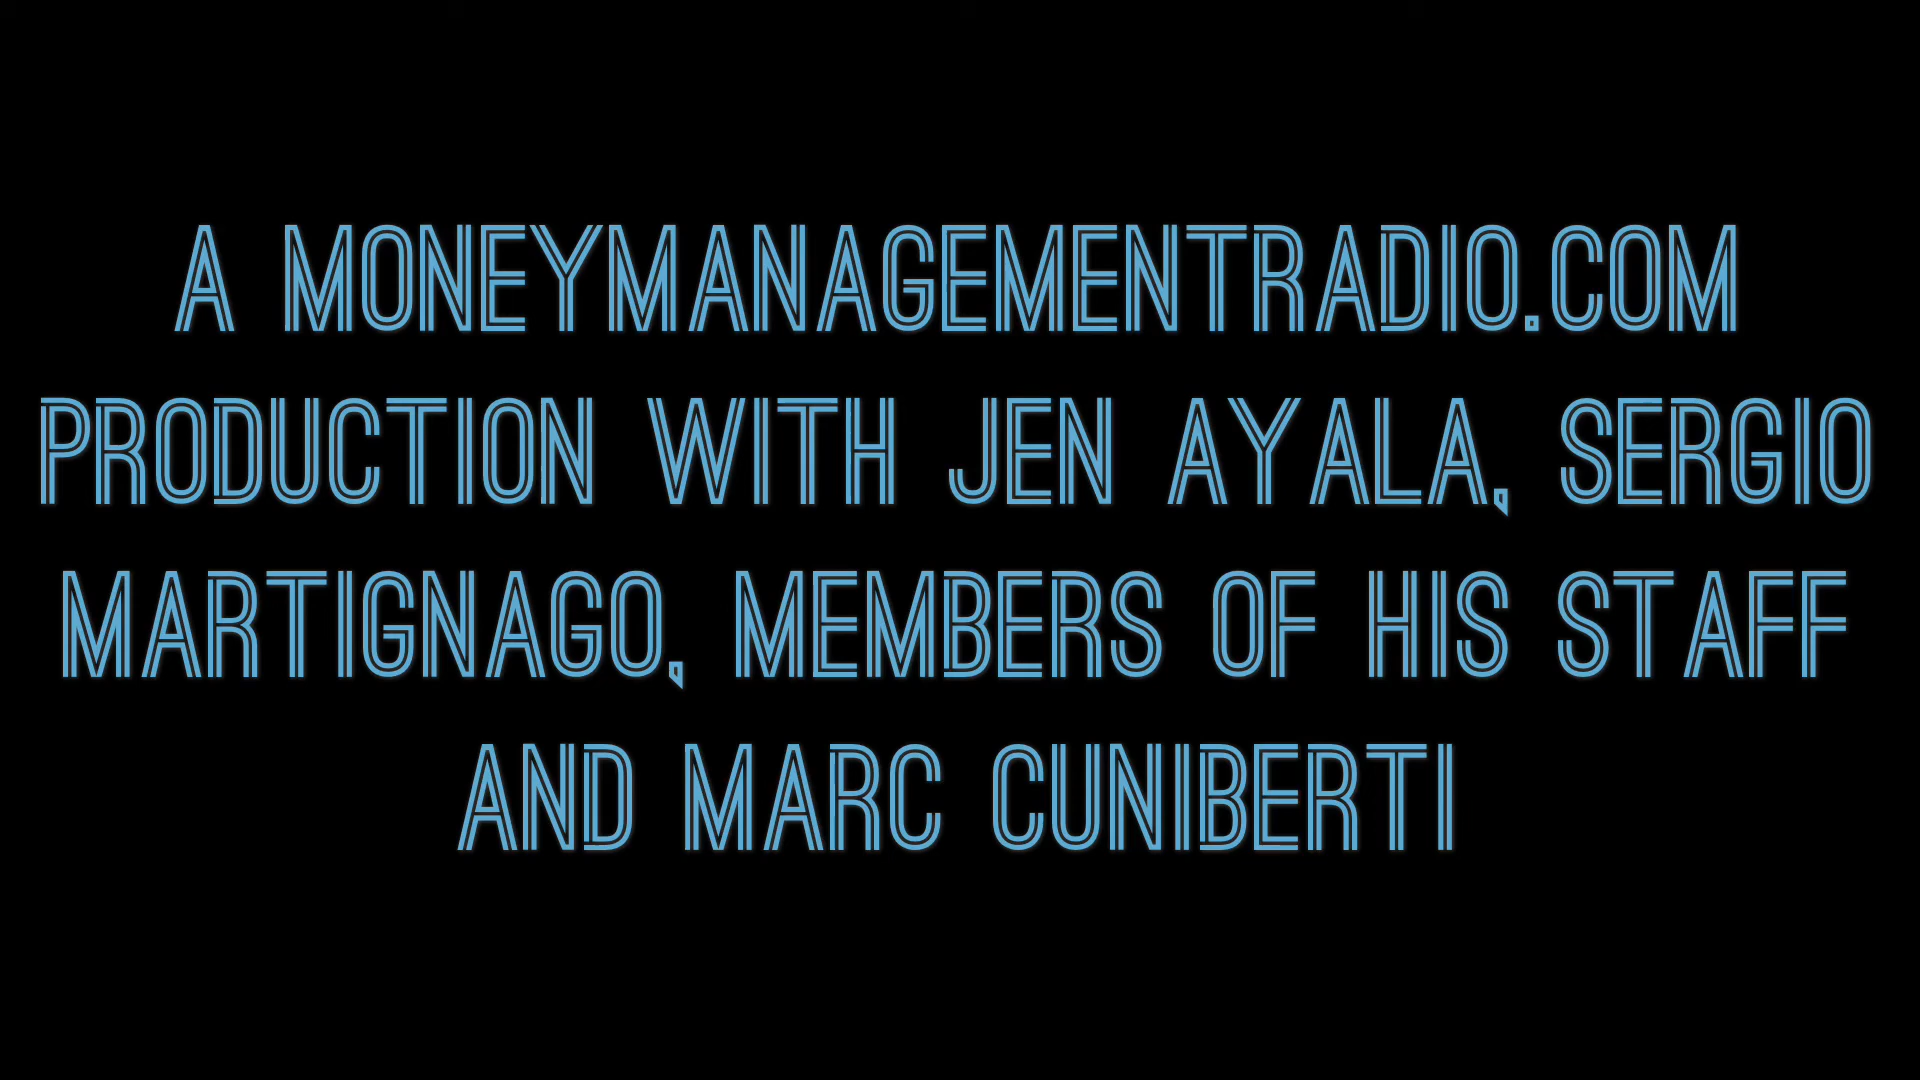 A MONEYMANAGEMENTRADIO.COM
PRODUCTION WITH JEN AYALA, SERGIO
MARTIGNAGO, MEMBERS OF HIS STAFF
AND MARC CUNIBERTI